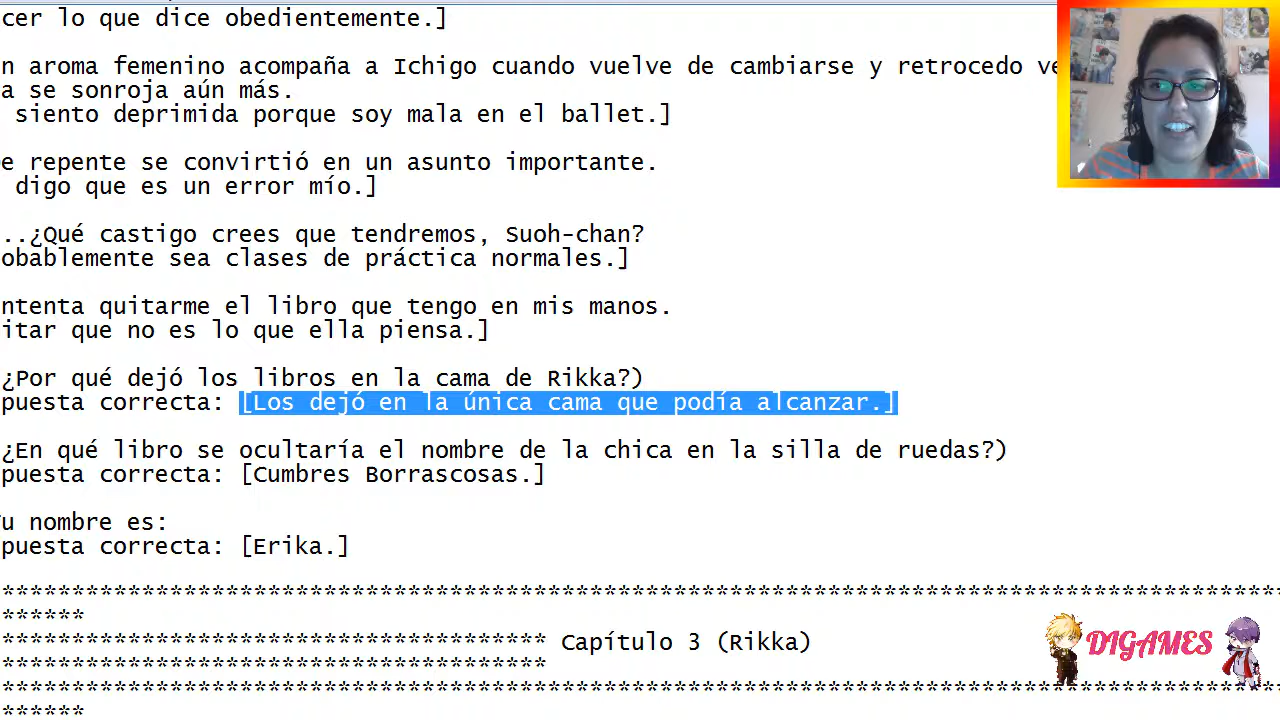 cer lo que dice obedientemente.]
n aroma femenino acompaña a Ichigo cuando vuelve de cambiarse y retrocedo ve
a se sonroja aún más.
siento deprimida porque soy mala en el ballet.]
e repente se convirtió en un asunto importante.
digo que es un error mío.]
..¿Qué castigo crees que tendremos, Suoh-chan?
obablemente sea clases de práctica normales.]
ntenta quitarme el libro que tengo en mis manos.
itar que no es lo que ella piensa.]
¿Por qué dejó los libros en la cama de Rikka?)
puesta correcta: [Los dejó en la única cama que podía alcanzar.]
¿En qué libro se ocultaría el nombre de la chica en la silla de ruedas?)
puesta correcta: [Cumbres Borrascosas.]
u nombre es:
puesta correcta: [Erika.]
*******************************************************************************************
******
*************************************** Capítulo 3 (Rikka)
***************************************
*******************************************************************************************
******
DIGAMES